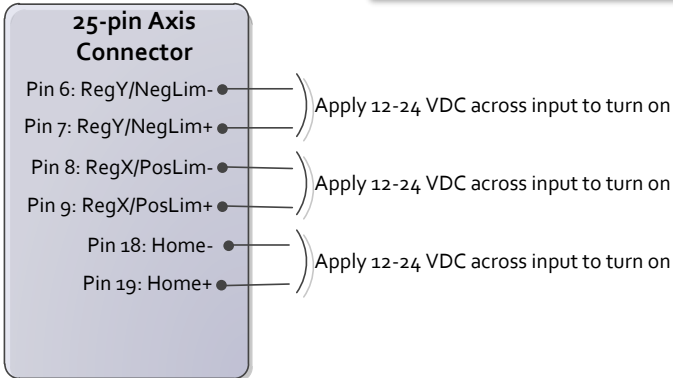 25-pin Axis
Connector
Pin 6: RegY/NegLim-
Apply 12-24 VDC across input to turn on
Pin 7: RegY/NegLim+
Pin 8: RegX/PosLim-
Apply 12-24 VDC across input to turn on
Pin 9: RegX/PosLim+
Pin 18: Home-
Apply 12-24 VDC across input to turn on
Pin 19: Home+